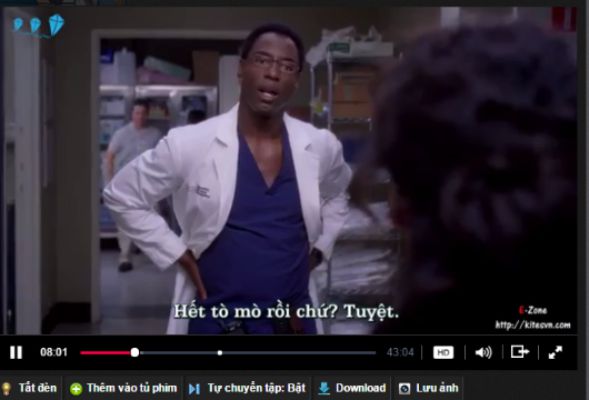 Hết tò mò rồi chứ? Tuyệt.
E-Zone
http://kitesvn.com
08:01
43:04
HD
Tắt đèn
Thêm vào tủ phim
Tự chuyển tập: Bật
Download
Lưu ảnh